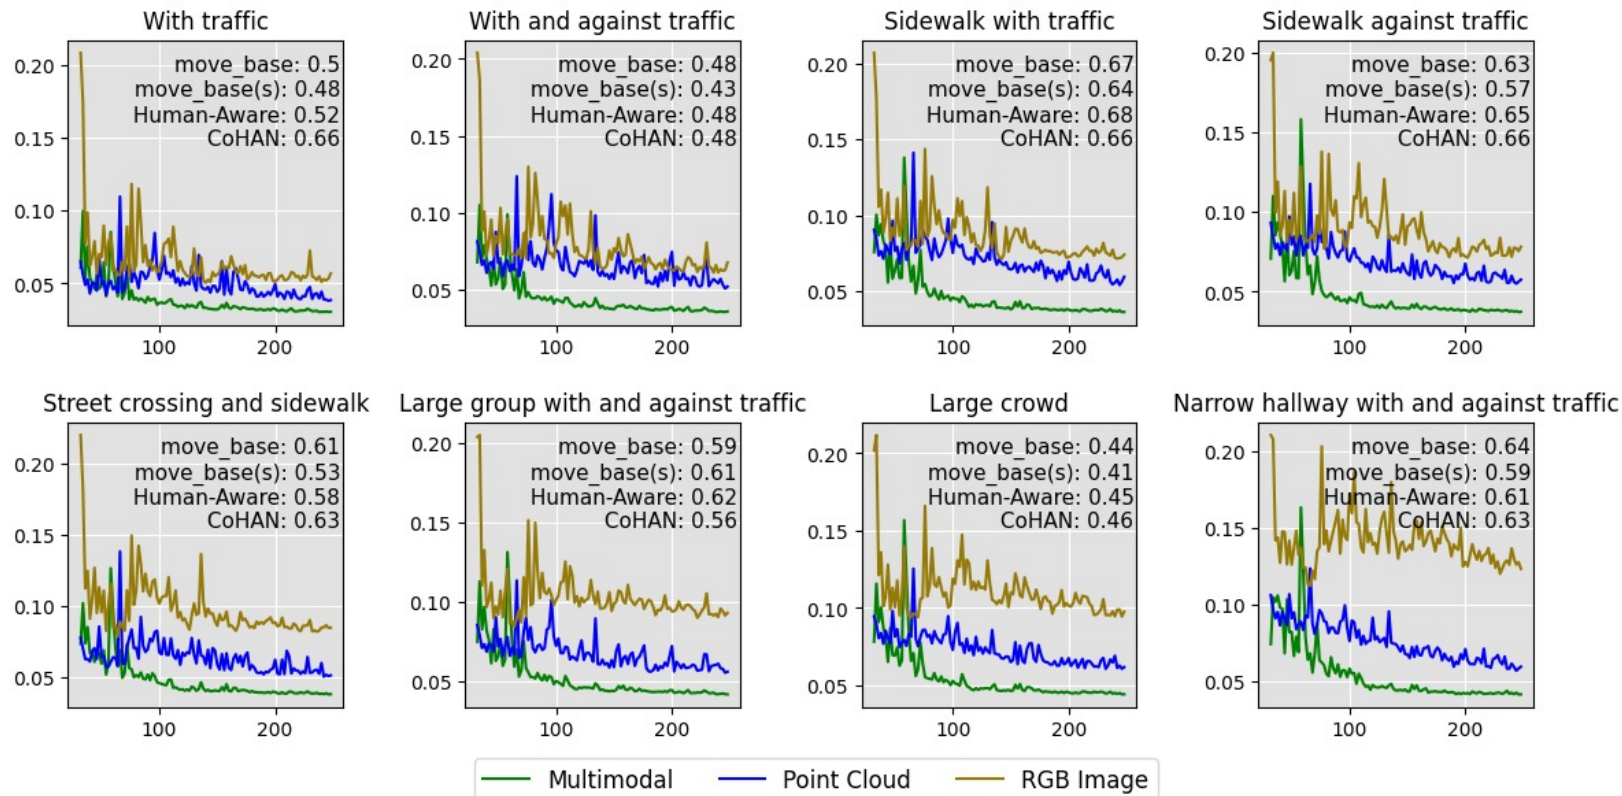 With traffic
0.20
0.15
0.10
0.05
100 200
move_base: 0.5
move_base(s): 0.48
Human-Aware: 0.52
CoHAN: 0.66
With and against traffic
0.20
0.15
0.10
0.05
100 200
move_base: 0.48
move_base(s): 0.43
Human-Aware: 0.48
CoHAN: 0.48
Sidewalk with traffic
0.20
0.15
0.10
0.05
100 200
move_base: 0.67
move_base(s): 0.64
Human-Aware: 0.68
CoHAN: 0.66
Sidewalk against traffic
0.20
0.15
0.10
0.05
100 200
move_base: 0.63
move_base(s): 0.57
Human-Aware: 0.65
CoHAN: 0.66
Street crossing and sidewalk
0.20
0.15
0.10
0.05
100 200
move_base: 0.61
move_base(s): 0.53
Human-Aware: 0.58
CoHAN: 0.63
Large group with and against traffic
0.20
0.15
0.10
0.05
100 200
move_base: 0.59
move_base(s): 0.61
Human-Aware: 0.62
CoHAN: 0.56
Large crowd
0.20
0.15
0.10
0.05
100 200
move_base: 0.44
move_base(s): 0.41
Human-Aware: 0.45
CoHAN: 0.46
Narrow hallway with and against traffic
0.20
0.15
0.10
0.05
100 200
move_base: 0.64
move_base(s): 0.59
Human-Aware: 0.61
CoHAN: 0.63
Multimodal Point Cloud RGB Image